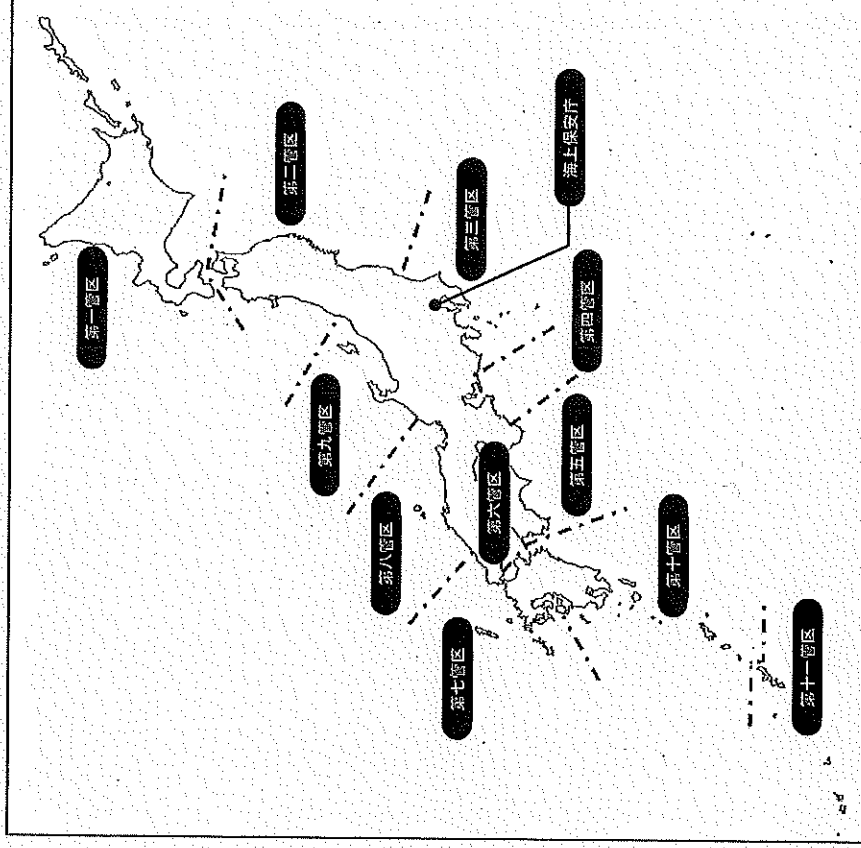 第一管区
第二管区
海上保安庁
第三管区
第四管区
第九管区
第五管区
第六管区
第八管区
第十管区
第七管区
第十一管区